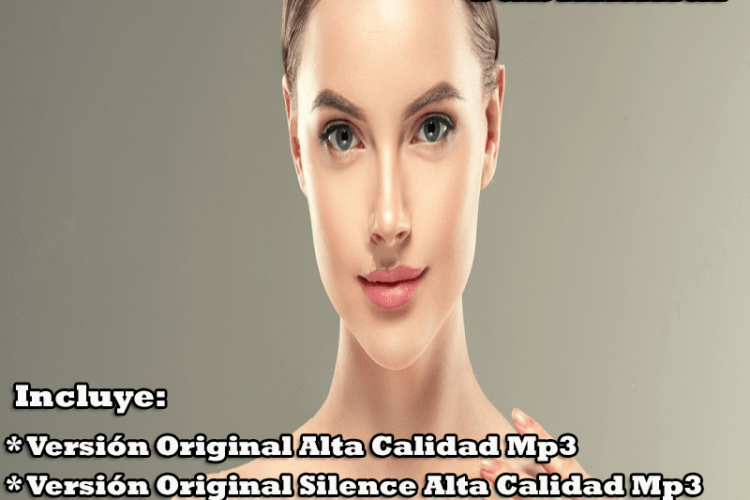 Incluye:
*Versión Original Alta Calidad Mp3
*Versión Original Silence Alta Calidad Mp3